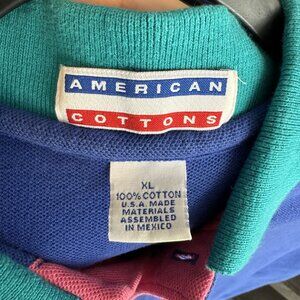 AMERICAN
COTTONS
XL
100% COTTON
U.S.A. MADE
MATERIALS
ASSEMBLED
IN MEXICO